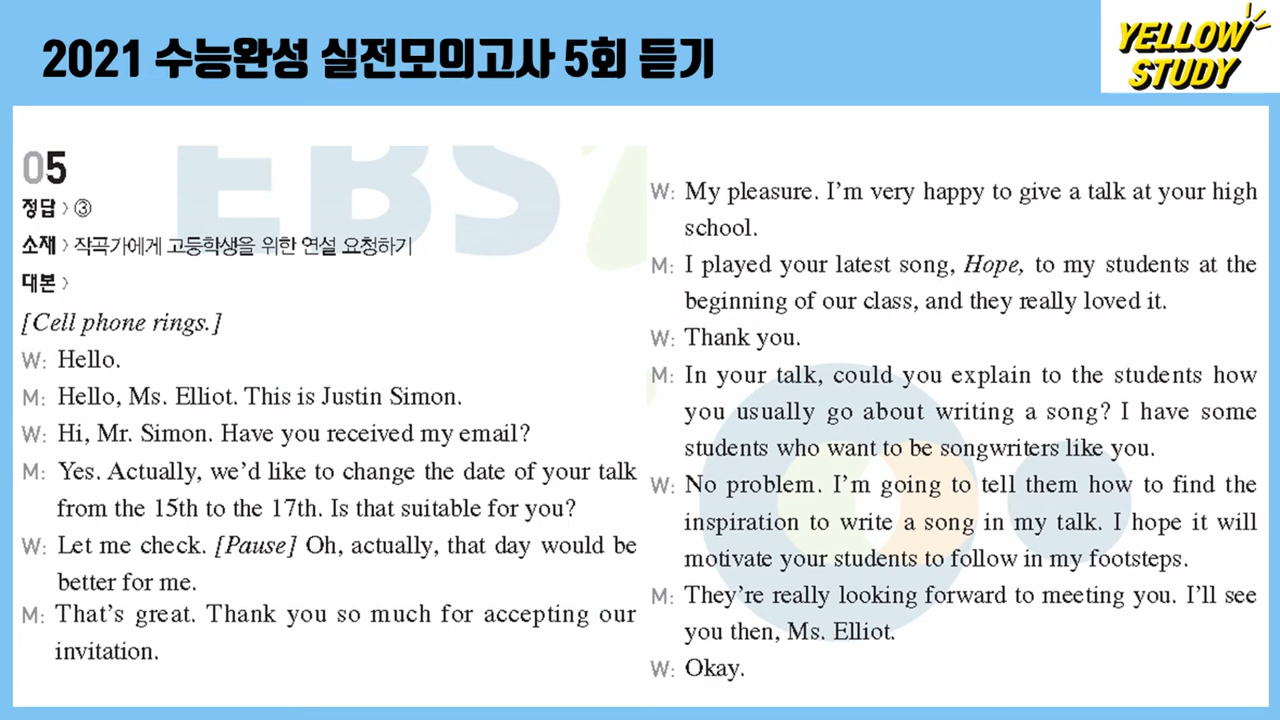 2021 수능완성 실전모의고사 5회 듣기
YELLOW
STUDY
EBS
05
정답 > ③
소재 > 작곡가에게 고등학생을 위한 연설 요청하기
대본 >
[Cell phone rings.]
W: Hello.
M: Hello, Ms. Elliot. This is Justin Simon.
W: Hi, Mr. Simon. Have you received my email?
M: Yes. Actually, we'd like to change the date of your talk
from the 15th to the 17th. Is that suitable for you?
W: Let me check. [Pause] Oh, actually, that day would be
better for me.
M: That's great. Thank you so much for accepting our
invitation.
W: My pleasure. I'm very happy to give a talk at your high
school.
M: I played your latest song, Hope, to my students at the
beginning of our class, and they really loved it.
W: Thank you.
M: In your talk, could you explain to the students how
you usually go about writing a song? I have some
students who want to be songwriters like you.
W: No problem. I'm going to tell them how to find the
inspiration to write a song in my talk. I hope it will
motivate your students to follow in my footsteps.
M: They're really looking forward to meeting you. I'll see
you then, Ms. Elliot.
W: Okay.